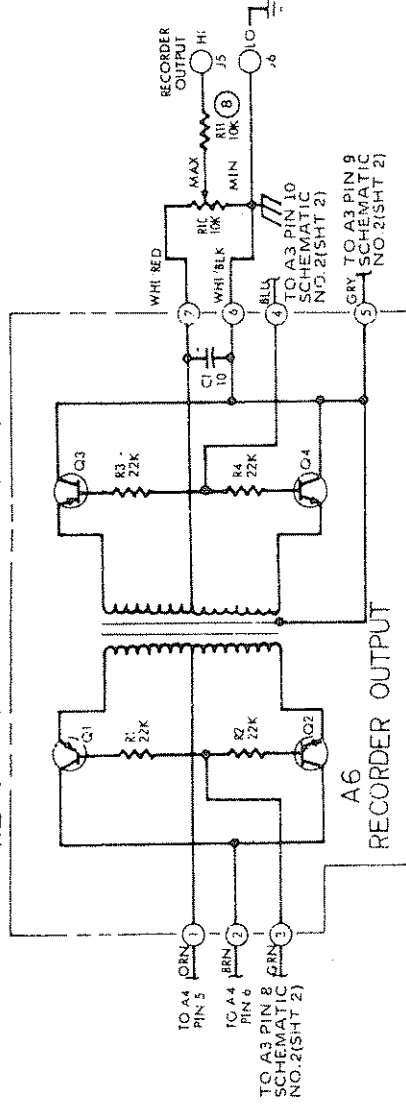 RECORDER
OUTPUT
HI
J5
LO
J6
R11
10K
8
MAX
MIN
R10
10K
WHT RED
WHT BLK
7
6
C1
10
BLU
4
TO A3 PIN 10
SCHEMATIC
NO.2(SHT 2)
GRY
5
TO A3 PIN 9
SCHEMATIC
NO.2(SHT 2)
Q3
R3
22K
R4
22K
Q4
Q1
R1
22K
R2
22K
Q2
A6
RECORDER OUTPUT
TO A4
PIN 5
ORN
1
TO A4
PIN 6
BRN
2
TO A3 PIN 8
SCHEMATIC
NO.2(SHT 2)
GRN
3